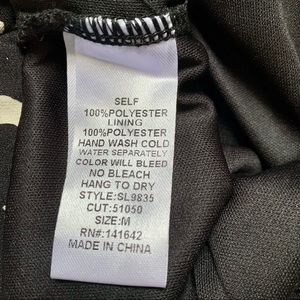 SELF
100%POLYESTER
LINING
100%POLYESTER
HAND WASH COLD
WATER SEPARATELY
COLOR WILL BLEED
NO BLEACH
HANG TO DRY
STYLE:SL9835
CUT:51050
SIZE:M
RN#:141642
MADE IN CHINA